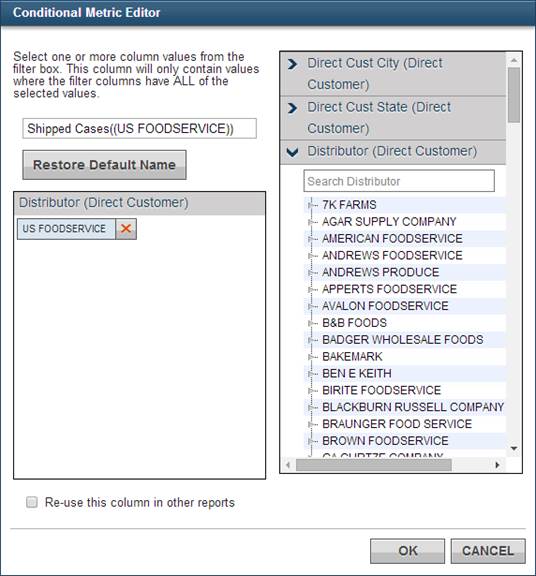 Conditional Metric Editor
Select one or more column values from the
filter box. This column will only contain values
where the filter columns have ALL of the
selected values.
Shipped Cases((US FOODSERVICE))
Restore Default Name
Distributor (Direct Customer)
US FOODSERVICE
Direct Cust City (Direct
Customer)
Direct Cust State (Direct
Customer)
Distributor (Direct Customer)
Search Distributor
7K FARMS
AGAR SUPPLY COMPANY
AMERICAN FOODSERVICE
ANDREWS FOODSERVICE
ANDREWS PRODUCE
APPERTS FOODSERVICE
AVALON FOODSERVICE
B&B FOODS
BADGER WHOLESALE FOODS
BAKEMARK
BEN E KEITH
BIRITE FOODSERVICE
BLACKBURN RUSSELL COMPANY
BRAUNGER FOOD SERVICE
BROWN FOODSERVICE
Re-use this column in other reports
OK
CANCEL